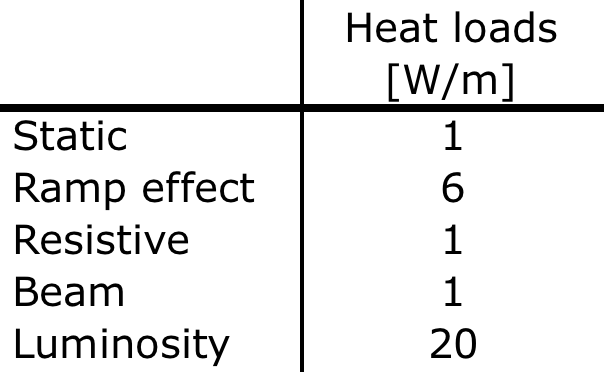 Heat loads
[W/m]
Static 1
Ramp effect 6
Resistive 1
Beam 1
Luminosity 20